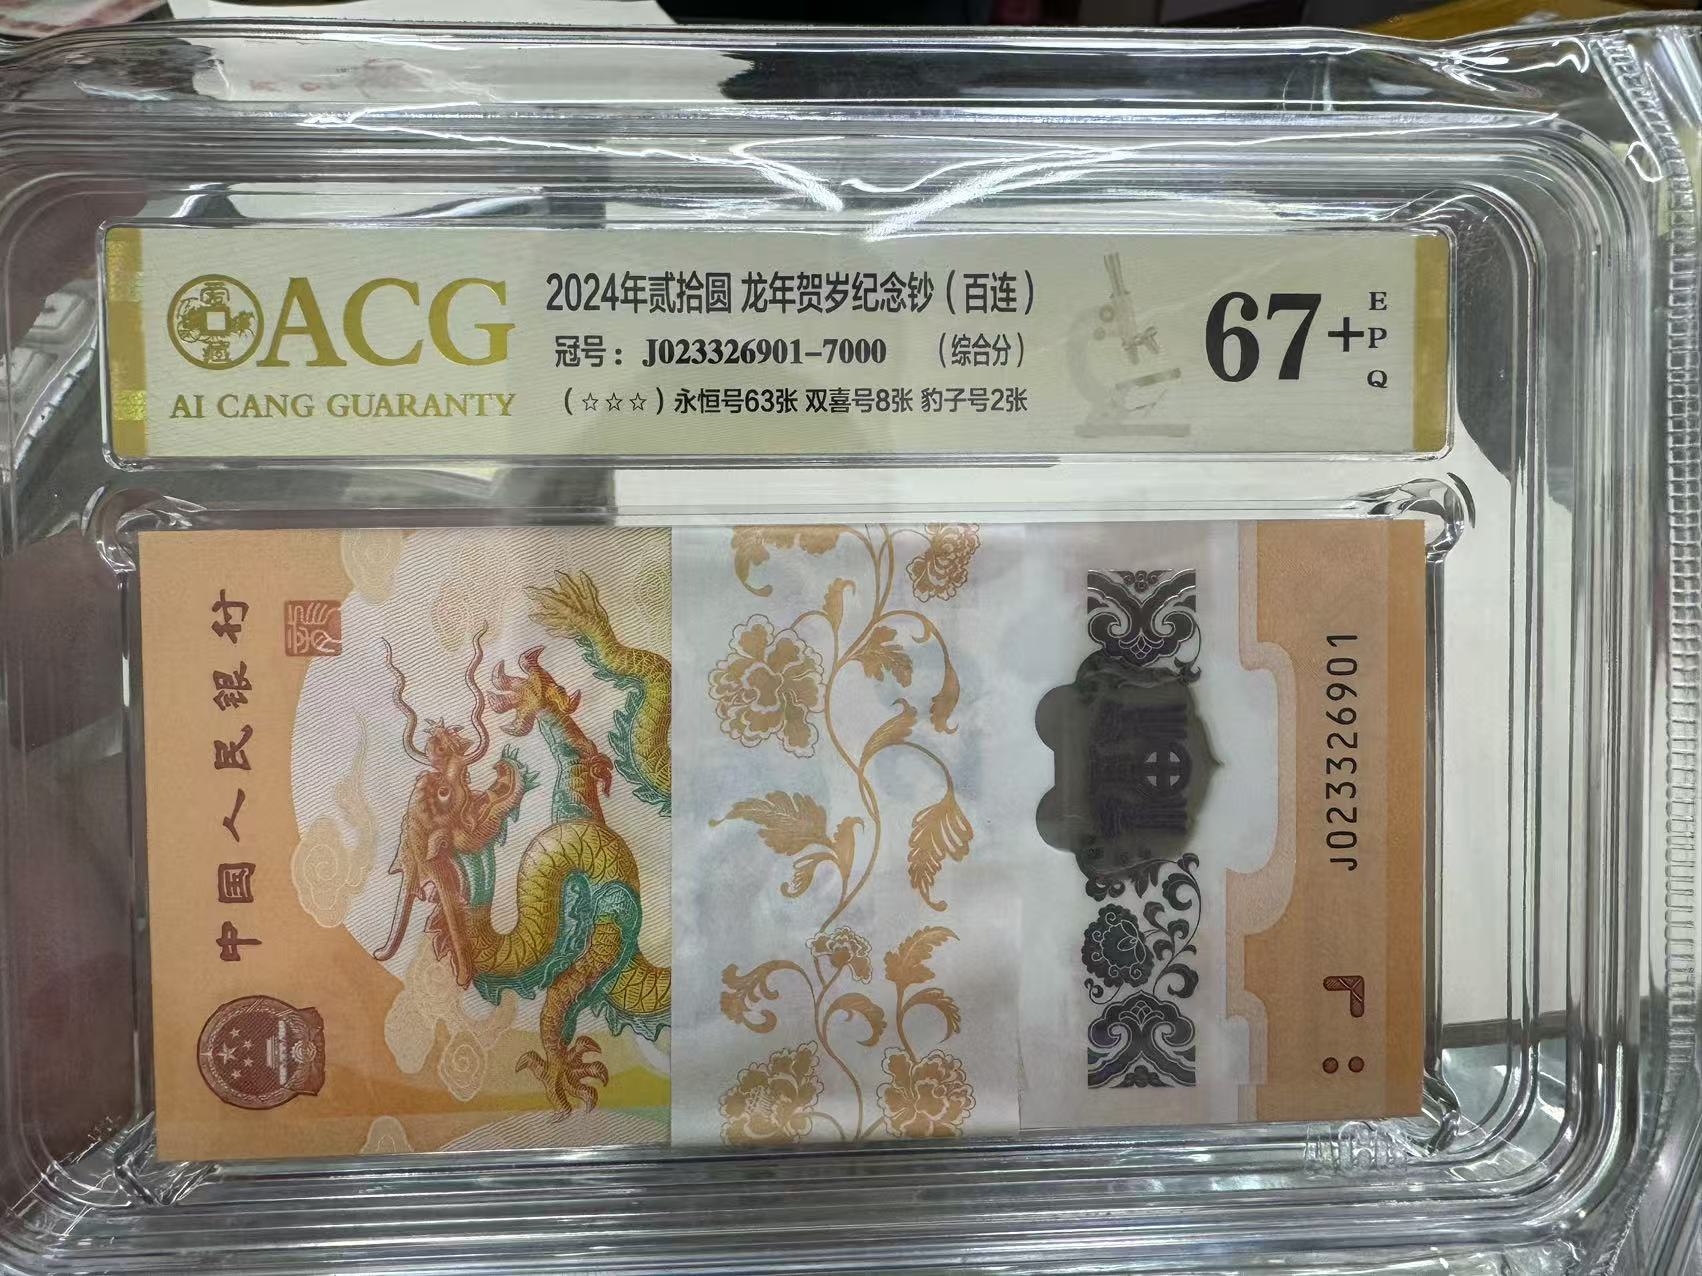 ACG
AI CANG GUARANTY
2024年贰拾圆 龙年贺岁纪念钞（百连）
冠号：J023326901-7000 （综合分）
（☆☆☆）永恒号63张 双喜号8张 豹子号2张
67+
E
P
Q
中国人民银行
J023326901